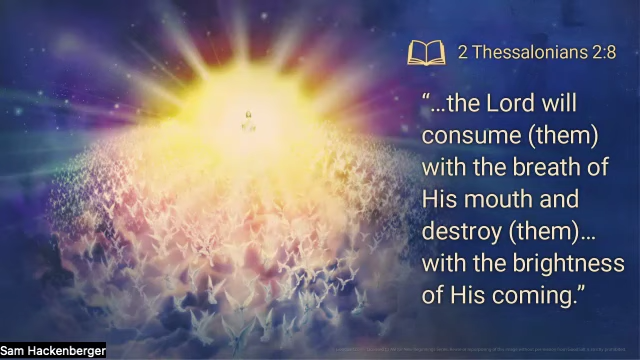 2 Thessalonians 2:8
“...the Lord will
consume (them)
with the breath of
His mouth and
destroy (them)...
with the brightness
of His coming.”
Sam Hackenberger